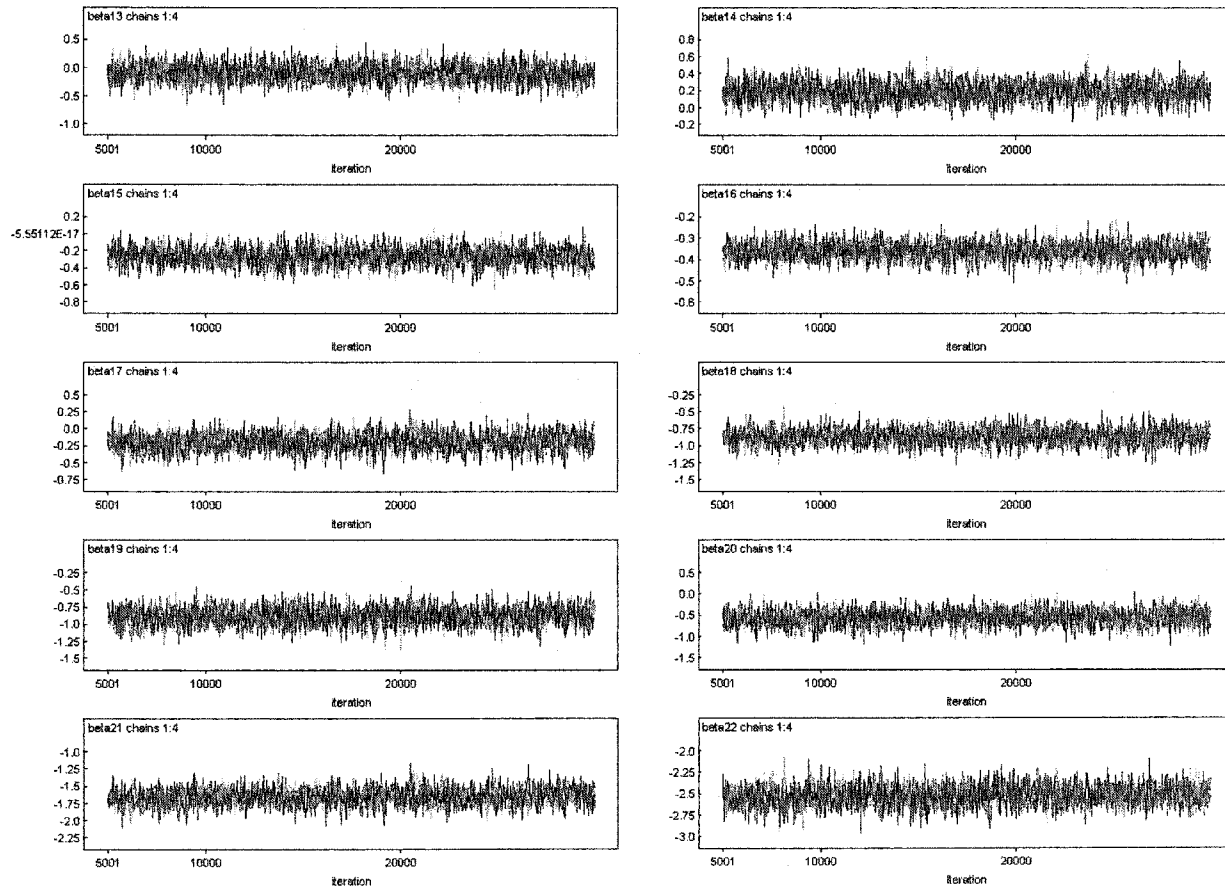 beta13 chains 1:4
0.5
0.0
-0.5
-1.0
5001 10000 20000
iteration
beta14 chains 1:4
0.8
0.6
0.4
0.2
0.0
-0.2
5001 10000 20000
iteration
beta15 chains 1:4
0.2
-5.55112E-17
-0.2
-0.4
-0.6
-0.8
5001 10000 20000
iteration
beta16 chains 1:4
-0.2
-0.3
-0.4
-0.5
-0.6
5001 10000 20000
iteration
beta17 chains 1:4
0.5
0.25
0.0
-0.25
-0.5
-0.75
5001 10000 20000
iteration
beta18 chains 1:4
-0.25
-0.5
-0.75
-1.0
-1.25
-1.5
5001 10000 20000
iteration
beta19 chains 1:4
-0.25
-0.5
-0.75
-1.0
-1.25
-1.5
5001 10000 20000
iteration
beta20 chains 1:4
0.5
0.0
-0.5
-1.0
-1.5
5001 10000 20000
iteration
beta21 chains 1:4
-1.0
-1.25
-1.5
-1.75
-2.0
-2.25
5001 10000 20000
iteration
beta22 chains 1:4
-2.0
-2.25
-2.5
-2.75
-3.0
5001 10000 20000
iteration